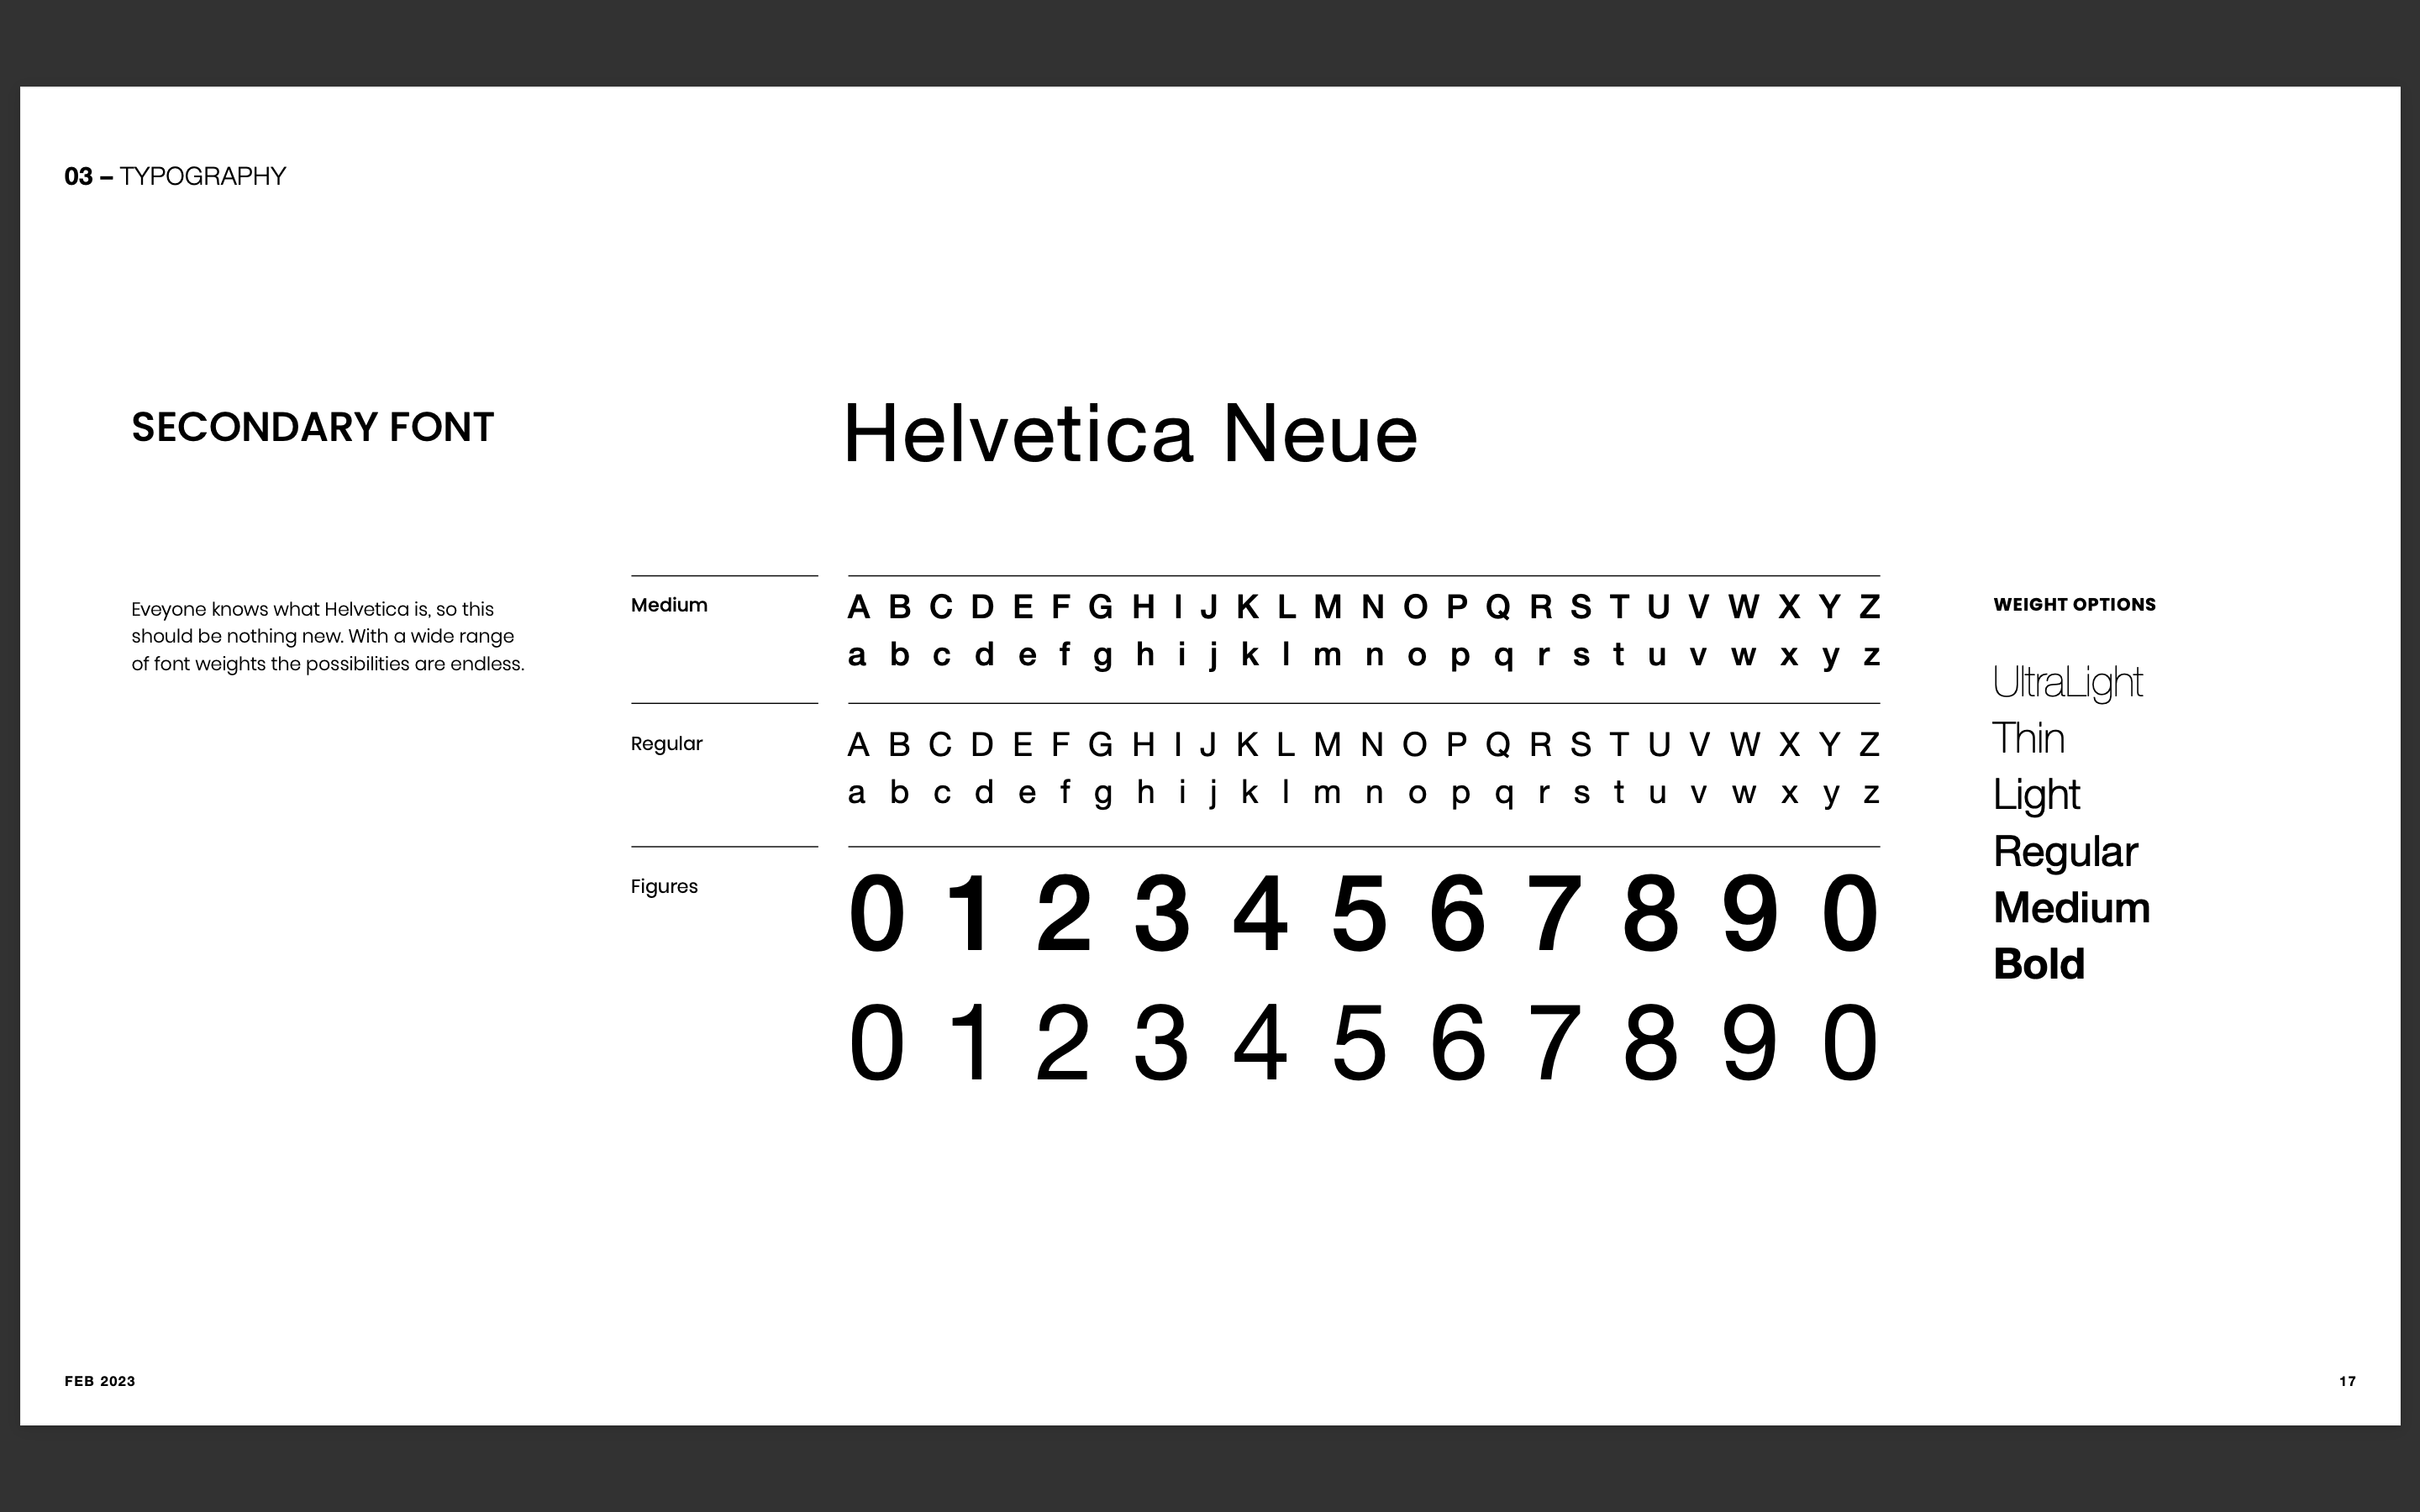 03 – TYPOGRAPHY
SECONDARY FONT
Helvetica Neue
Eveyone knows what Helvetica is, so this
should be nothing new. With a wide range
of font weights the possibilities are endless.
Medium
A B C D E F G H I J K L M N O P Q R S T U V W X Y Z
a b c d e f g h i j k l m n o p q r s t u v w x y z
Regular
A B C D E F G H I J K L M N O P Q R S T U V W X Y Z
a b c d e f g h i j k l m n o p q r s t u v w x y z
Figures
0 1 2 3 4 5 6 7 8 9 0
0 1 2 3 4 5 6 7 8 9 0
WEIGHT OPTIONS
UltraLight
Thin
Light
Regular
Medium
Bold
FEB 2023
17